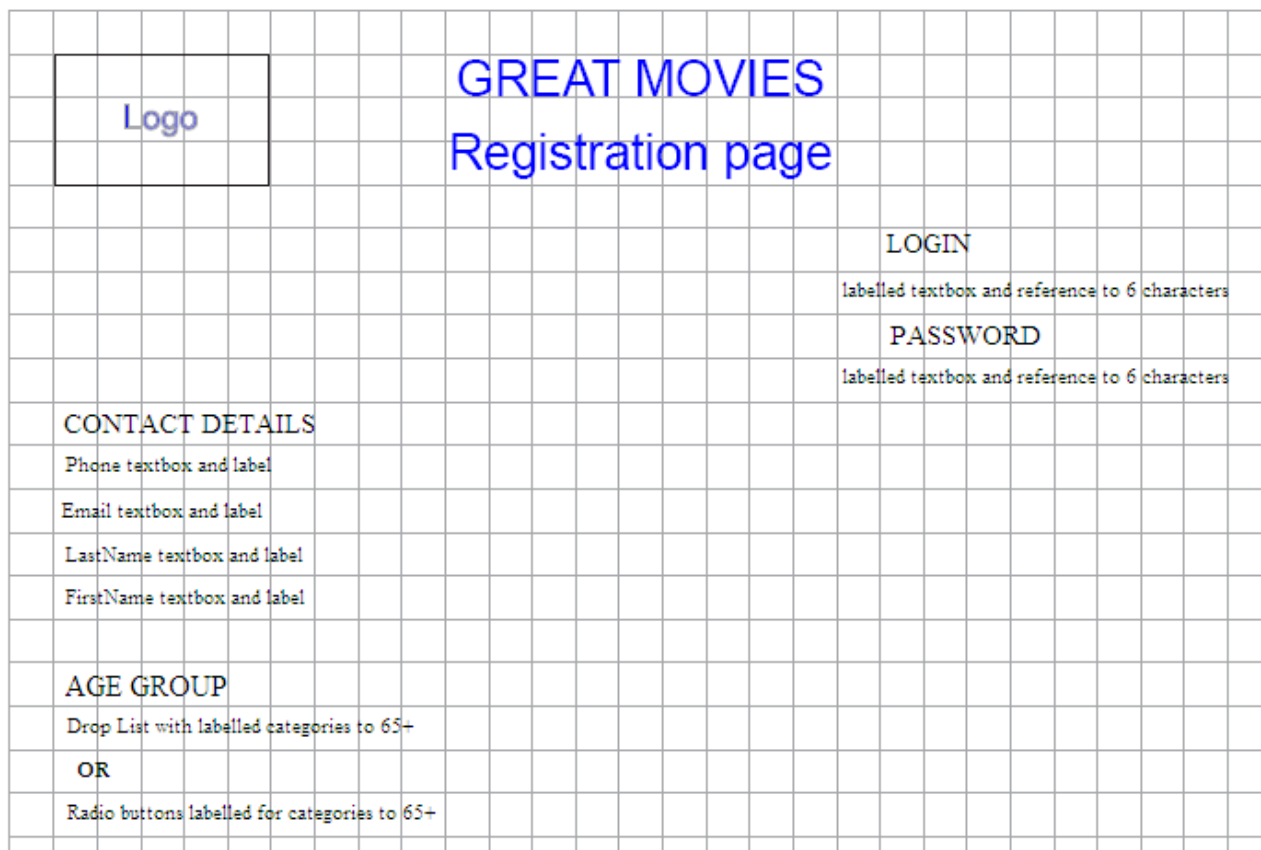 Logo
GREAT MOVIES
Registration page
LOGIN
labelled textbox and reference to 6 characters
PASSWORD
labelled textbox and reference to 6 characters
CONTACT DETAILS
Phone textbox and label
Email textbox and label
LastName textbox and label
FirstName textbox and label
AGE GROUP
Drop List with labelled categories to 65+
OR
Radio buttons labelled for categories to 65+